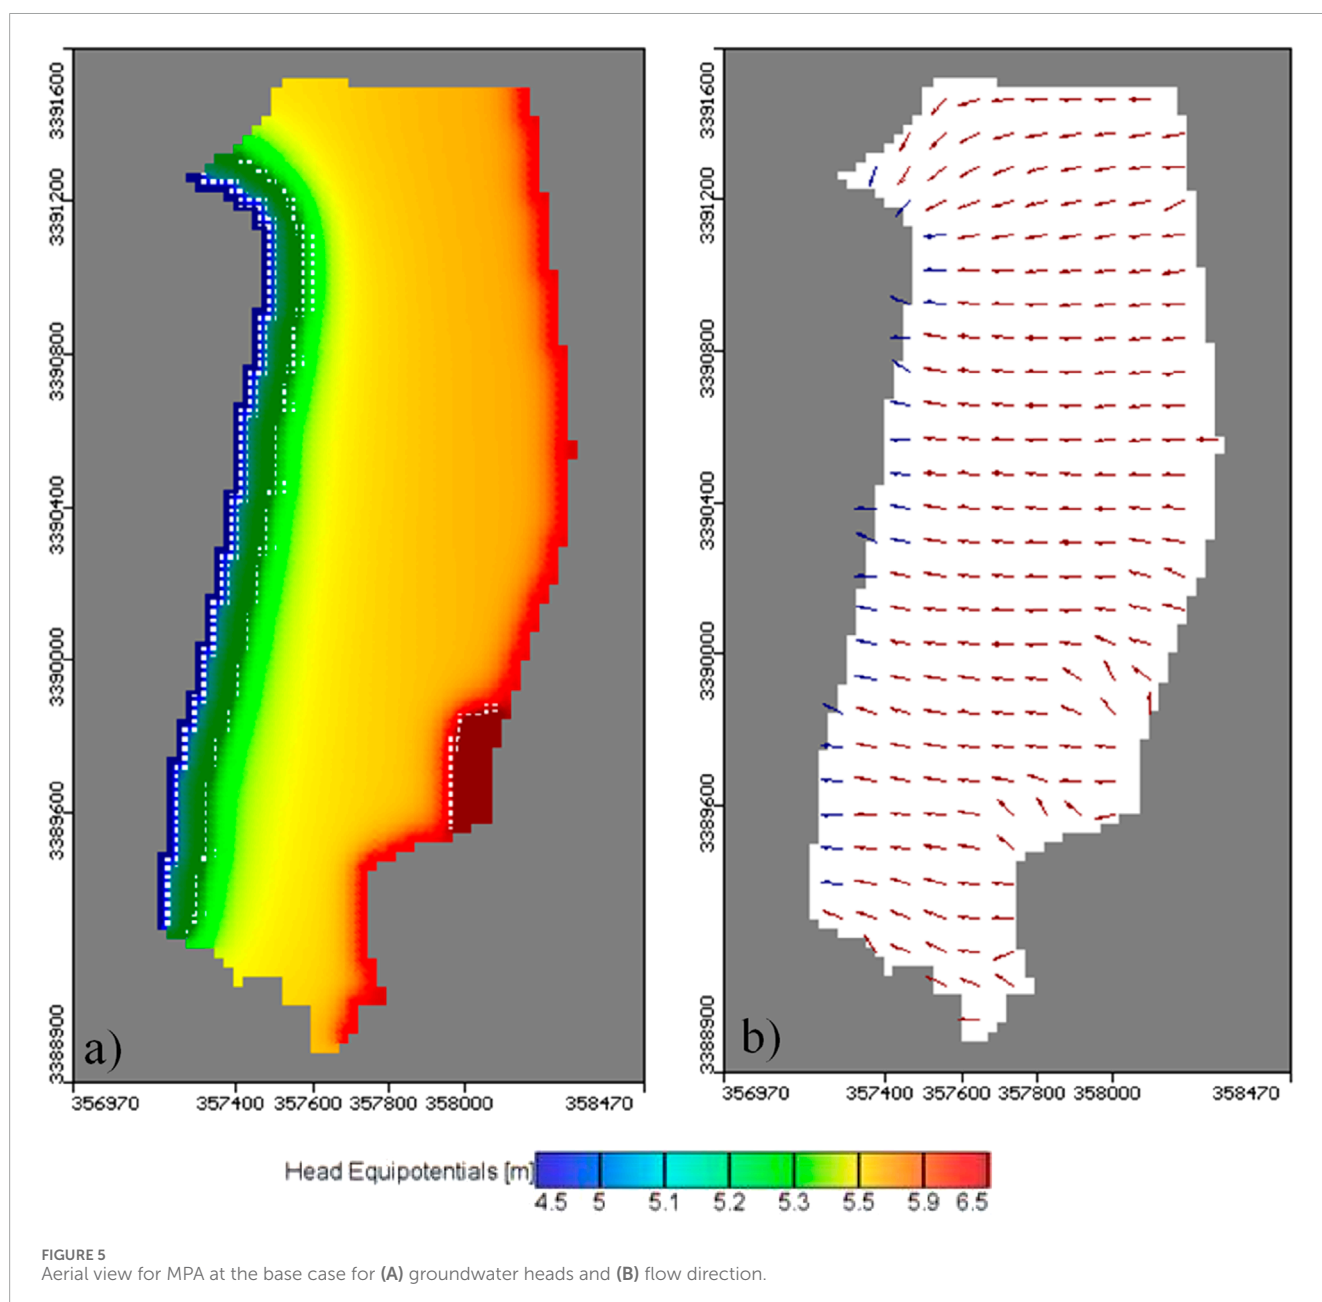 3391600
3391200
3390800
3390400
3390000
3389600
3388900
a)
356970 357400 357600 357800 358000 358470
3391600
3391200
3390800
3390400
3390000
3389600
3388900
b)
356970 357400 357600 357800 358000 358470
Head Equipotentials [m]
4.5 5 5.1 5.2 5.3 5.5 5.9 6.5
FIGURE 5
Aerial view for MPA at the base case for (A) groundwater heads and (B) flow direction.